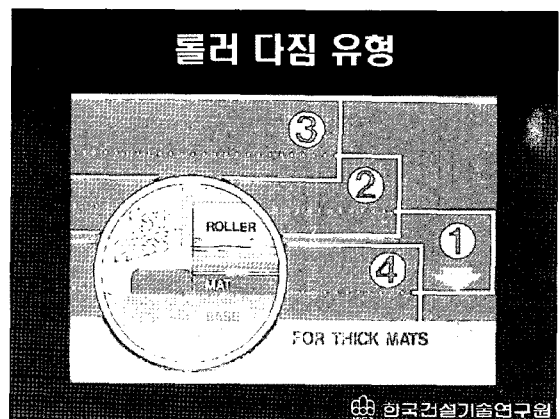 롤러 다짐 유형
③
②
①
④
ROLLER
MAT
BASE
FOR THICK MATS
한국건설기술연구원